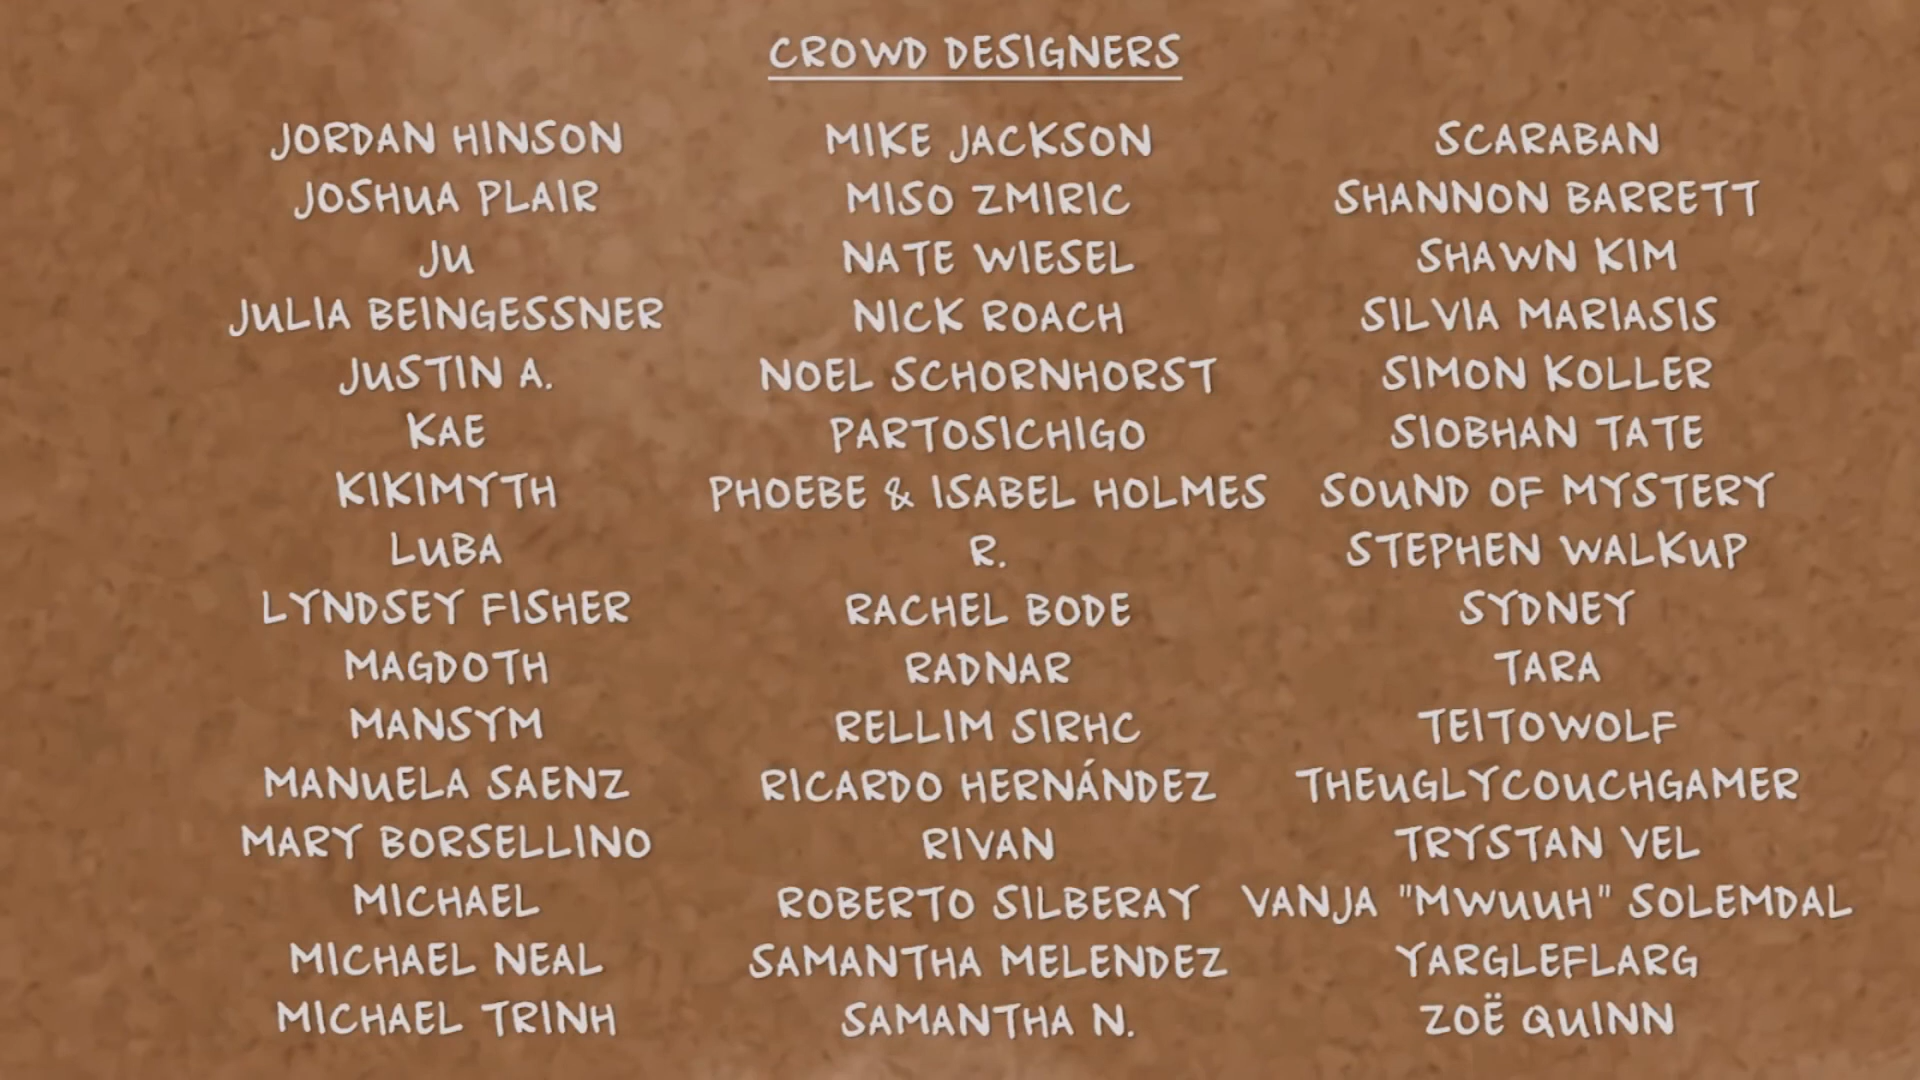 CROWD DESIGNERS
JORDAN HINSON
JOSHUA PLAIR
JU
JULIA BEINGESSNER
JUSTIN A.
KAE
KIKIMYTH
LUBA
LYNDSEY FISHER
MAGDOTH
MANSYM
MANUELA SAENZ
MARY BORSELLINO
MICHAEL
MICHAEL NEAL
MICHAEL TRINH
MIKE JACKSON
MISO ZMIRIC
NATE WIESEL
NICK ROACH
NOEL SCHORNHORST
PARTOSICHIGO
PHOEBE & ISABEL HOLMES
R.
RACHEL BODE
RADNAR
RELLIM SIRHC
RICARDO HERNÁNDEZ
RIVAN
ROBERTO SILBERAY
SAMANTHA MELENDEZ
SAMANTHA N.
SCARABAN
SHANNON BARRETT
SHAWN KIM
SILVIA MARIASIS
SIMON KOLLER
SIOBHAN TATE
SOUND OF MYSTERY
STEPHEN WALKUP
SYDNEY
TARA
TEITOWOLF
THEUGLYCOUCHGAMER
TRYSTAN VEL
VANJA "MWUUH" SOLEMDAL
YARGLEFLARG
ZOË QUINN